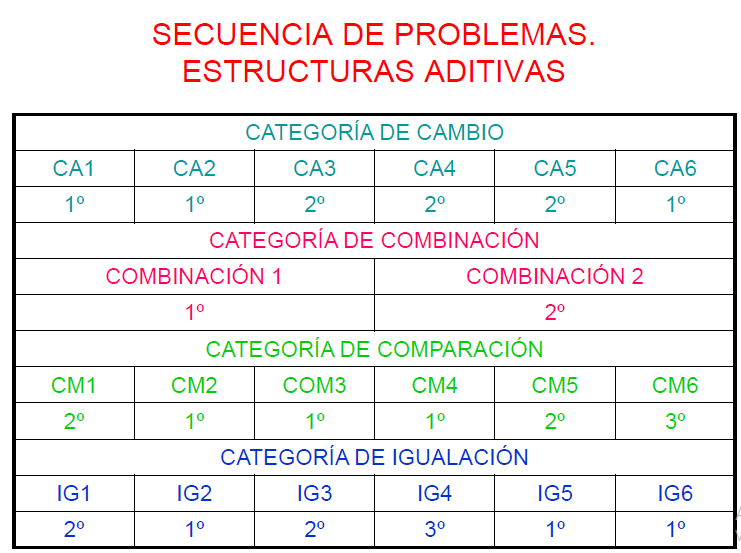 SECUENCIA DE PROBLEMAS.
ESTRUCTURAS ADITIVAS
CATEGORÍA DE CAMBIO
CA1 CA2 CA3 CA4 CA5 CA6
1º 1º 2º 2º 2º 1º
CATEGORÍA DE COMBINACIÓN
COMBINACIÓN 1 COMBINACIÓN 2
1º 2º
CATEGORÍA DE COMPARACIÓN
CM1 CM2 COM3 CM4 CM5 CM6
2º 1º 1º 1º 2º 3º
CATEGORÍA DE IGUALACIÓN
IG1 IG2 IG3 IG4 IG5 IG6
2º 1º 2º 3º 1º 1º